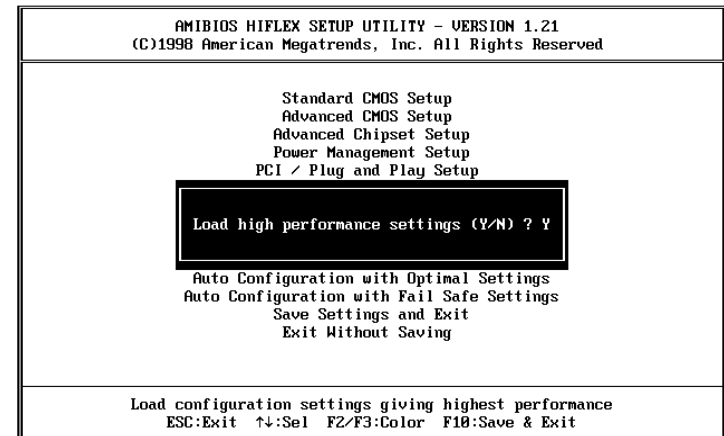 AMIBIOS HIFLEX SETUP UTILITY - VERSION 1.21
(C)1998 American Megatrends, Inc. All Rights Reserved
Standard CMOS Setup
Advanced CMOS Setup
Advanced Chipset Setup
Power Management Setup
PCI / Plug and Play Setup
Load high performance settings (Y/N) ? Y
Auto Configuration with Optimal Settings
Auto Configuration with Fail Safe Settings
Save Settings and Exit
Exit Without Saving
Load configuration settings giving highest performance
ESC:Exit ↑↓:Sel F2/F3:Color F10:Save & Exit